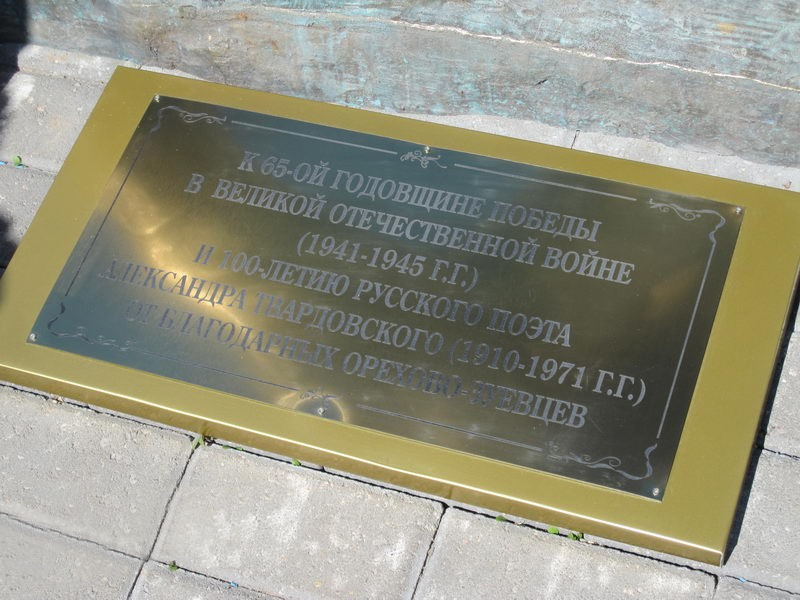 К 65-ОЙ ГОДОВЩИНЕ ПОБЕДЫ
В ВЕЛИКОЙ ОТЕЧЕСТВЕННОЙ ВОЙНЕ
(1941-1945 Г.Г.)
И 100-ЛЕТИЮ РУССКОГО ПОЭТА
АЛЕКСАНДРА ТВАРДОВСКОГО (1910-1971 Г.Г.)
ОТ БЛАГОДАРНЫХ ОРЕХОВО-ЗУЕВЦЕВ